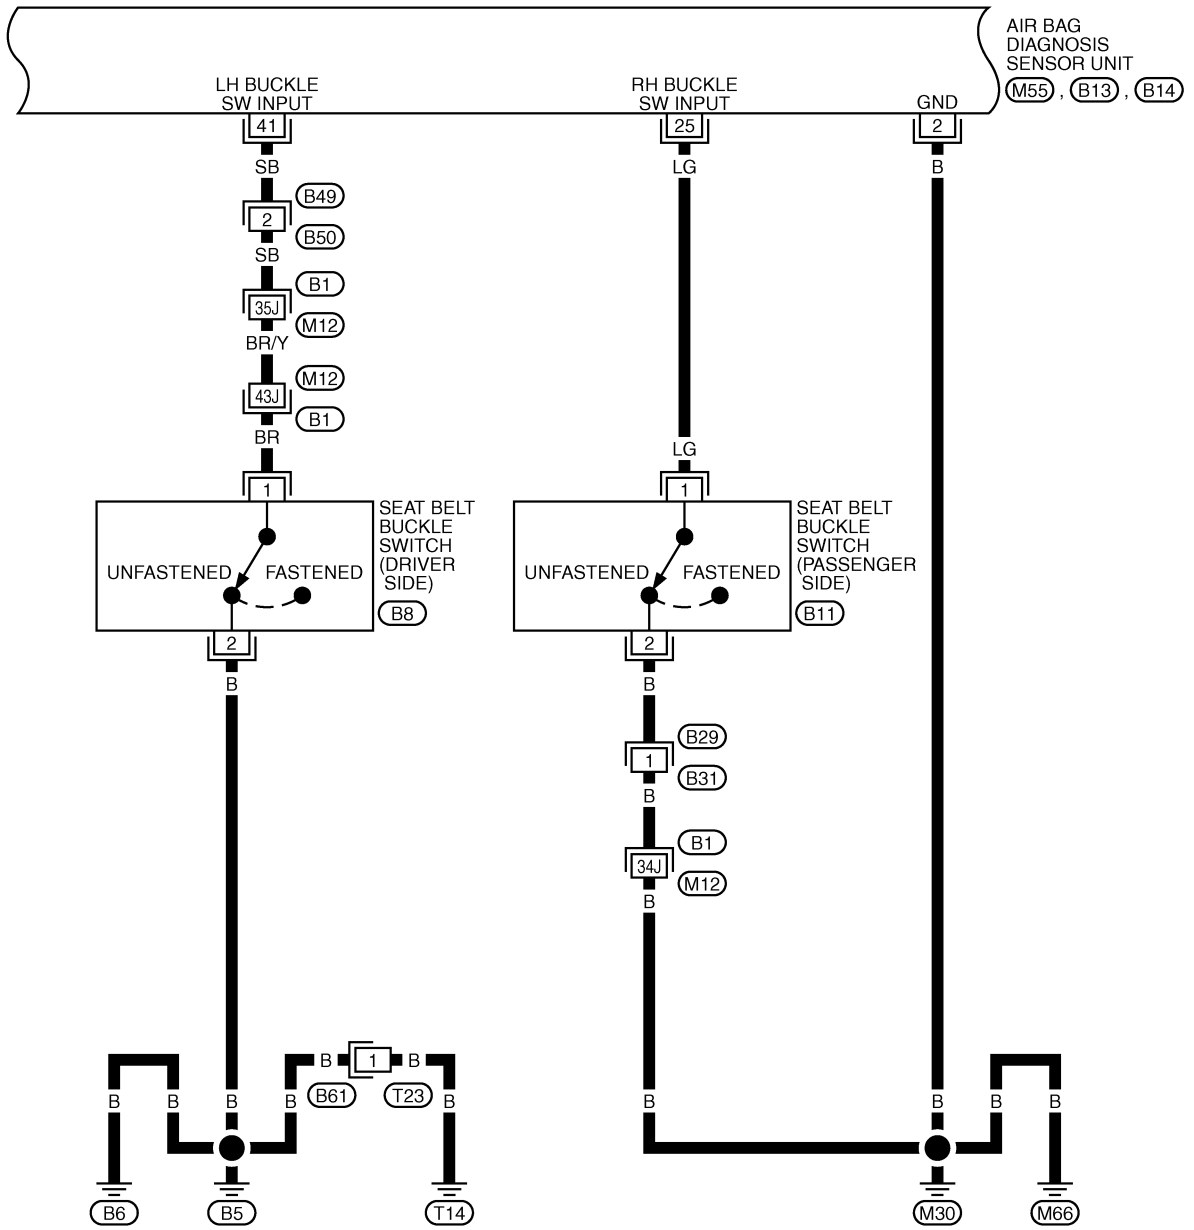 AIR BAG
DIAGNOSIS
SENSOR UNIT
M55 , B13 , B14
LH BUCKLE
SW INPUT
RH BUCKLE
SW INPUT
GND
41
25
2
SB
LG
B
B49
2
B50
SB
B1
35J
M12
BR/Y
M12
43J
B1
BR
LG
1
1
SEAT BELT
BUCKLE
SWITCH
(DRIVER
SIDE)
B8
UNFASTENED
FASTENED
SEAT BELT
BUCKLE
SWITCH
(PASSENGER
SIDE)
B11
UNFASTENED
FASTENED
2
2
B
B
B29
1
B31
B
B1
34J
M12
B
B
1
B
B61
T23
B
B
B
B
B
B
B
B
B
B6
B5
T14
M30
M66